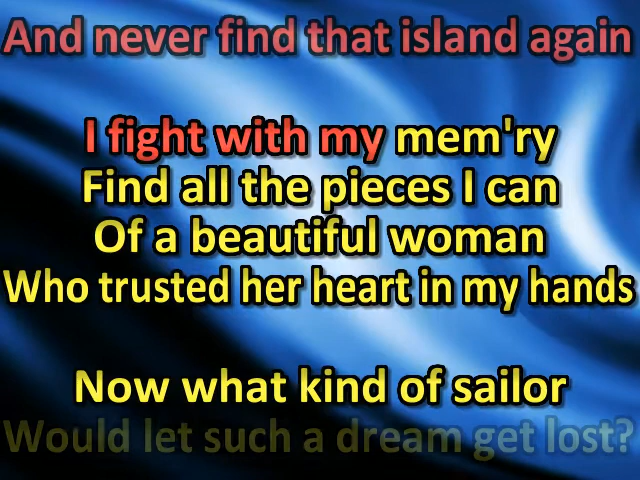 And never find that island again
I fight with my mem'ry
Find all the pieces I can
Of a beautiful woman
Who trusted her heart in my hands
Now what kind of sailor
Would let such a dream get lost?